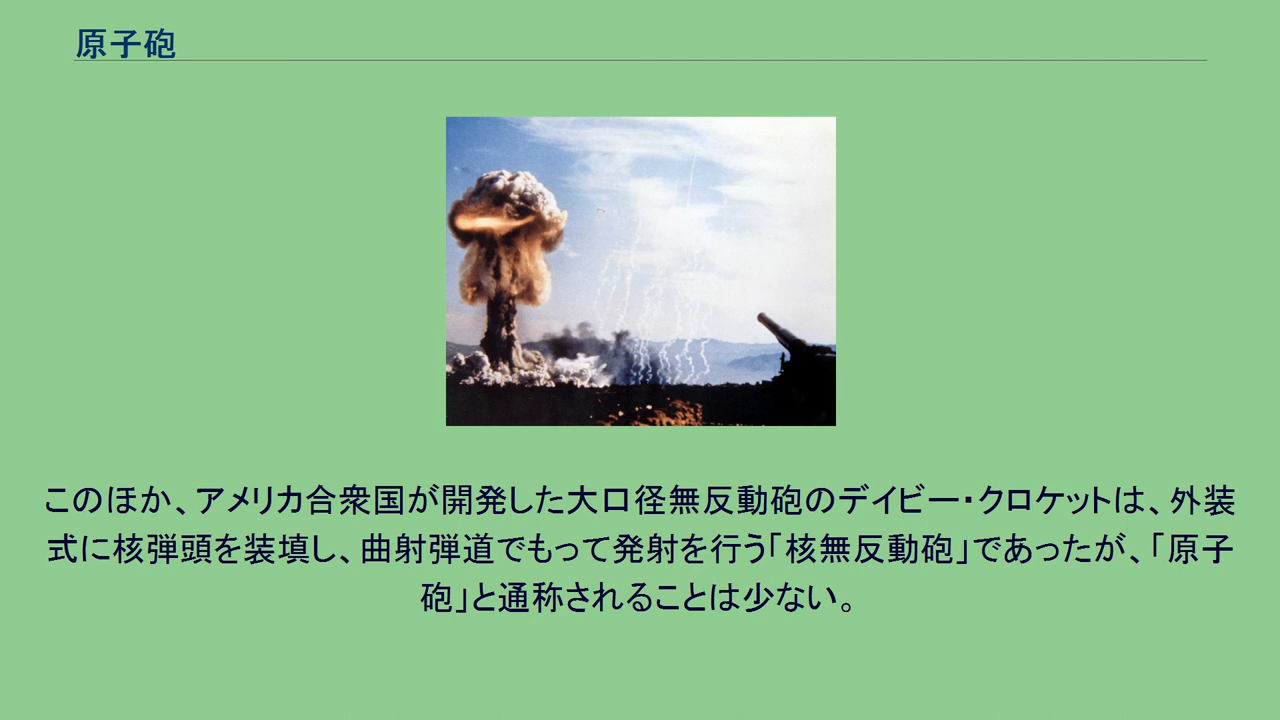 原子砲
このほか、アメリカ合衆国が開発した大口径無反動砲のデイビー・クロケットは、外装
式に核弾頭を装填し、曲射弾道でもって発射を行う「核無反動砲」であったが、「原子
砲」と通称されることは少ない。